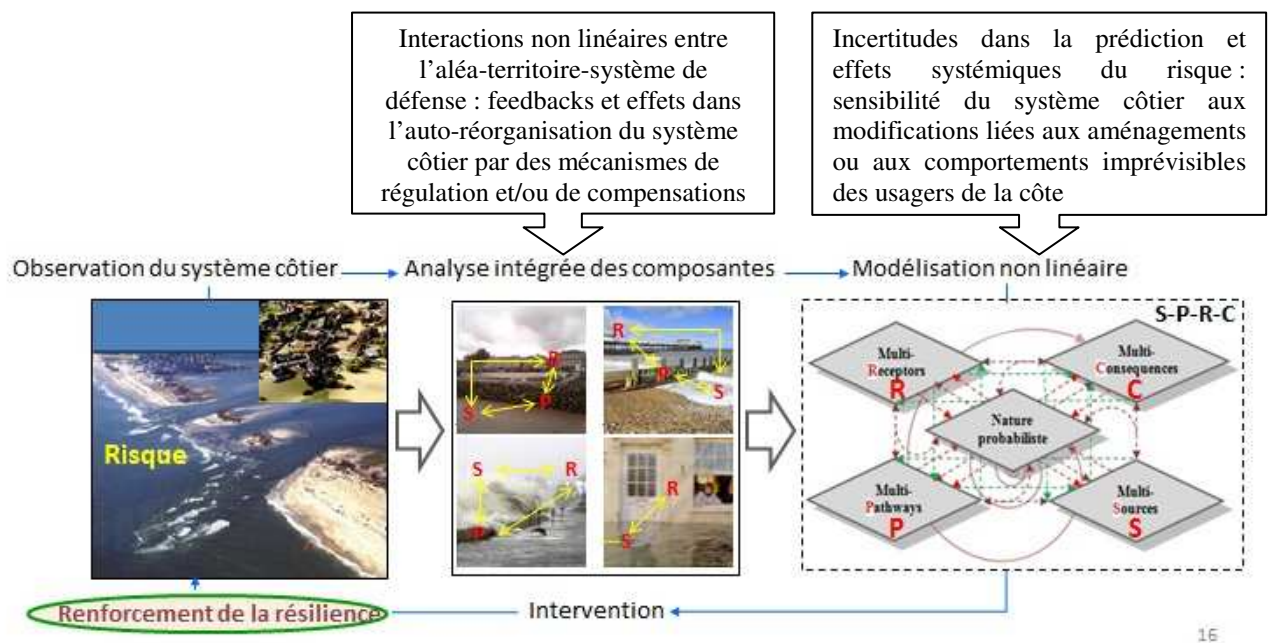 Interactions non linéaires entre
l’aléa-territoire-système de
défense : feedbacks et effets dans
l’auto-réorganisation du système
côtier par des mécanismes de
régulation et/ou de compensations
Incertitudes dans la prédiction et
effets systémiques du risque :
sensibilité du système côtier aux
modifications liées aux aménagements
ou aux comportements imprévisibles
des usagers de la côte
Observation du système côtier
Analyse intégrée des composantes
Modélisation non linéaire
Risque
R
S
P
R
P
S
S
R
P
R
S
S-P-R-C
Multi-
Receptors
R
Multi-
Consequences
C
Nature
probabiliste
Multi-
Pathways
P
Multi-
Sources
S
Renforcement de la résilience
Intervention
16